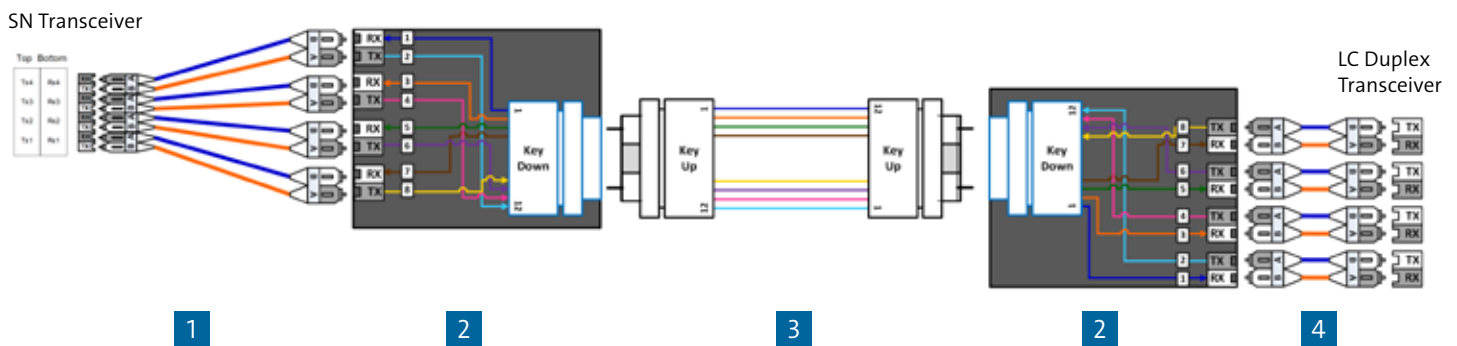 SN Transceiver
Top Bottom
Tx4 Rx4
Tx3 Rx3
Tx2 Rx2
Tx1 Rx1
B
A
B
A
B
A
B
A
RX 1
TX 2
RX 3
TX 4
RX 5
TX 6
RX 7
TX 8
1
Key
Down
12
1
Key
Up
12
12
Key
Up
1
12
Key
Down
1
8 TX
7 RX
6 TX
5 RX
4 TX
3 RX
2 TX
1 RX
A B
B A
A B
B A
A B
B A
A B
B A
LC Duplex
Transceiver
TX
RX
TX
RX
TX
RX
TX
RX
1 2 3 2 4